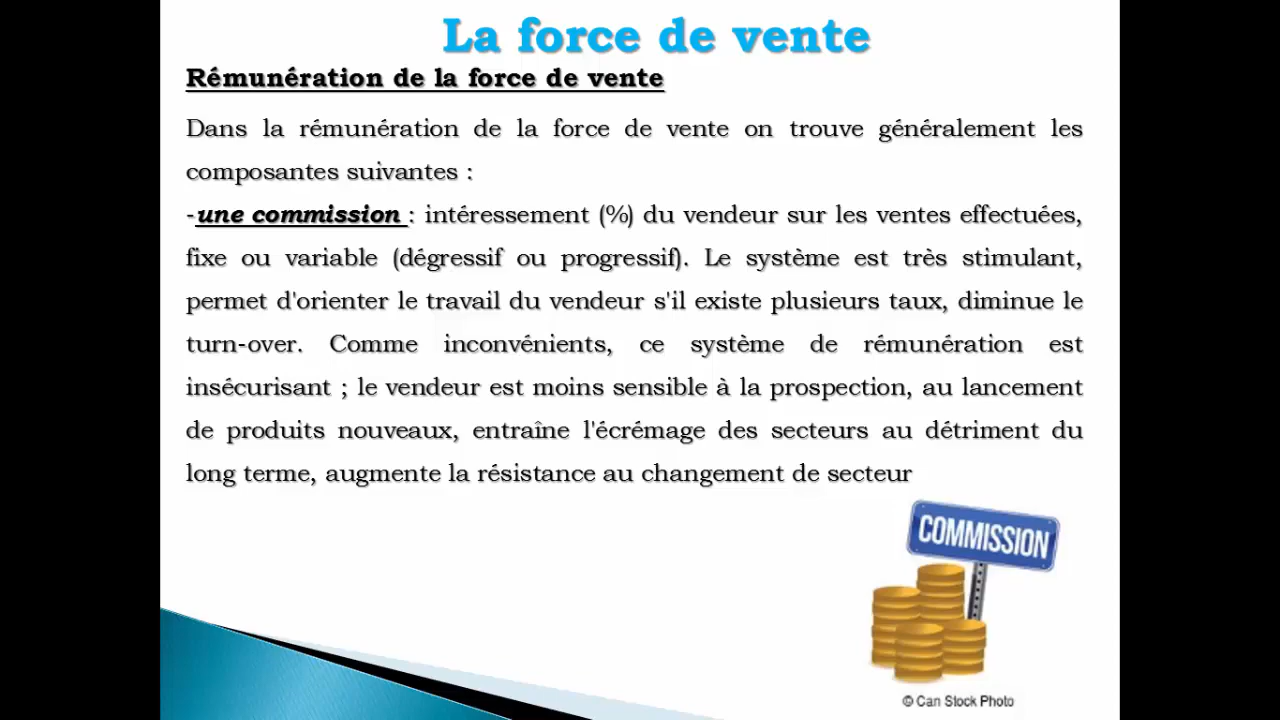 La force de vente
Rémunération de la force de vente
Dans la rémunération de la force de vente on trouve généralement les
composantes suivantes :
-une commission : intéressement (%) du vendeur sur les ventes effectuées,
fixe ou variable (dégressif ou progressif). Le système est très stimulant,
permet d'orienter le travail du vendeur s'il existe plusieurs taux, diminue le
turn-over. Comme inconvénients, ce système de rémunération est
insécurisant ; le vendeur est moins sensible à la prospection, au lancement
de produits nouveaux, entraîne l'écrémage des secteurs au détriment du
long terme, augmente la résistance au changement de secteur
COMMISSION
© Can Stock Photo